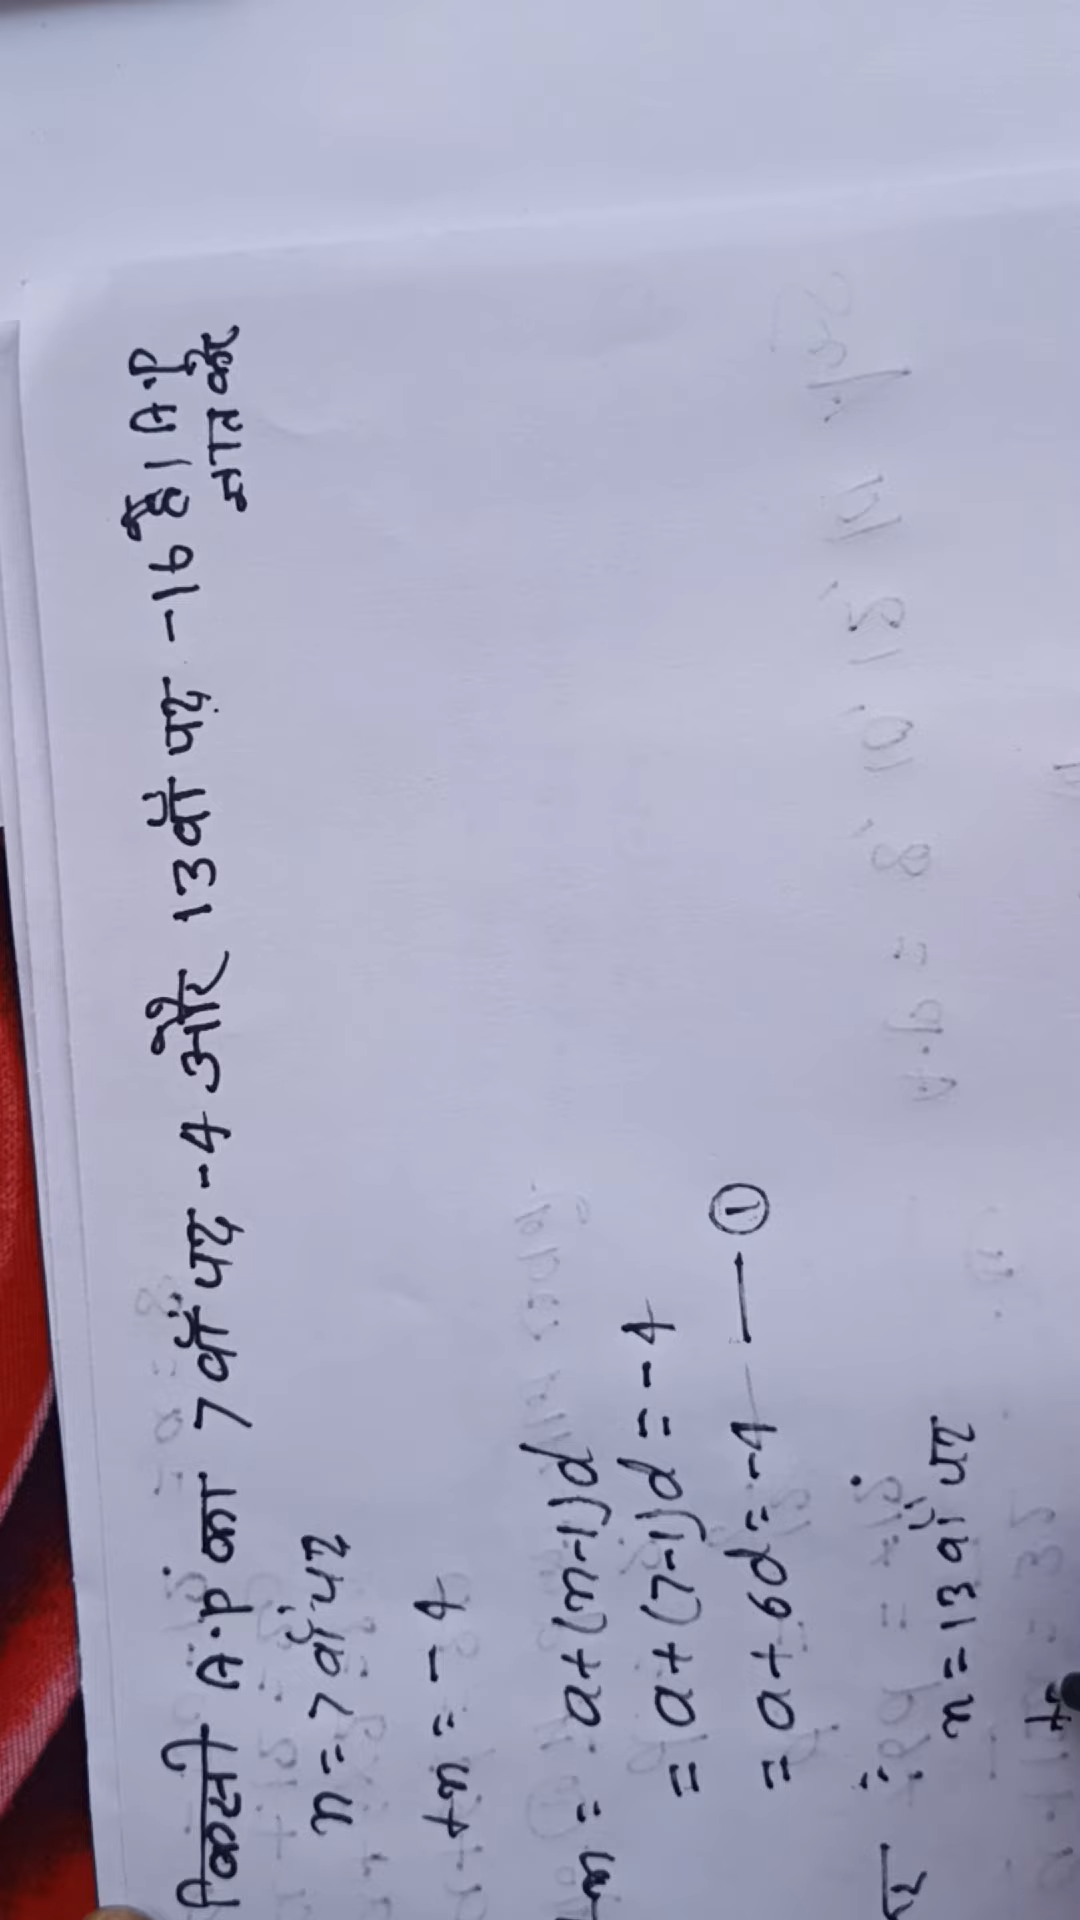 किसी A.P का 7वाँ पद -4 और 13वाँ पद -16 है। A.P
ज्ञात करें
n = 7वाँ पद
tn = -4
tn = a+(n-1)d
= a+(7-1)d = -4
= a+6d = -4 — ①
n = 13वाँ पद
t